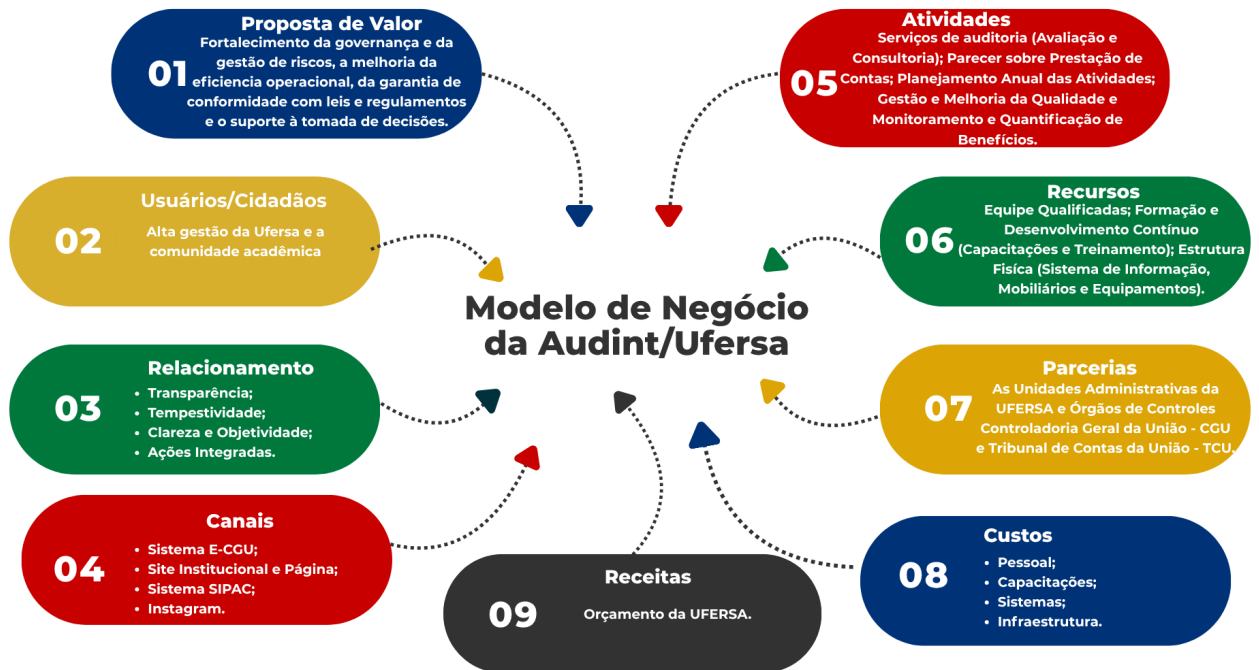 Proposta de Valor
01
Fortalecimento da governança e da
gestão de riscos, a melhoria da
eficiencia operacional, da garantia de
conformidade com leis e regulamentos
e o suporte à tomada de decisões.
Usuários/Cidadãos
02
Alta gestão da Ufersa e a
comunidade acadêmica
Relacionamento
03
• Transparência;
• Tempestividade;
• Clareza e Objetividade;
• Ações Integradas.
Canais
04
• Sistema E-CGU;
• Site Institucional e Página;
• Sistema SIPAC;
• Instagram.
Modelo de Negócio
da Audint/Ufersa
Atividades
05
Serviços de auditoria (Avaliação e
Consultoria); Parecer sobre Prestação de
Contas; Planejamento Anual das Atividades;
Gestão e Melhoria da Qualidade e
Monitoramento e Quantificação de
Benefícios.
Recursos
06
Equipe Qualificadas; Formação e
Desenvolvimento Contínuo
(Capacitações e Treinamento); Estrutura
Fisíca (Sistema de Informação,
Mobiliários e Equipamentos).
Parcerias
07
As Unidades Administrativas da
UFERSA e Órgãos de Controles
Controladoria Geral da União - CGU
e Tribunal de Contas da União - TCU.
Custos
08
• Pessoal;
• Capacitações;
• Sistemas;
• Infraestrutura.
Receitas
09
Orçamento da UFERSA.